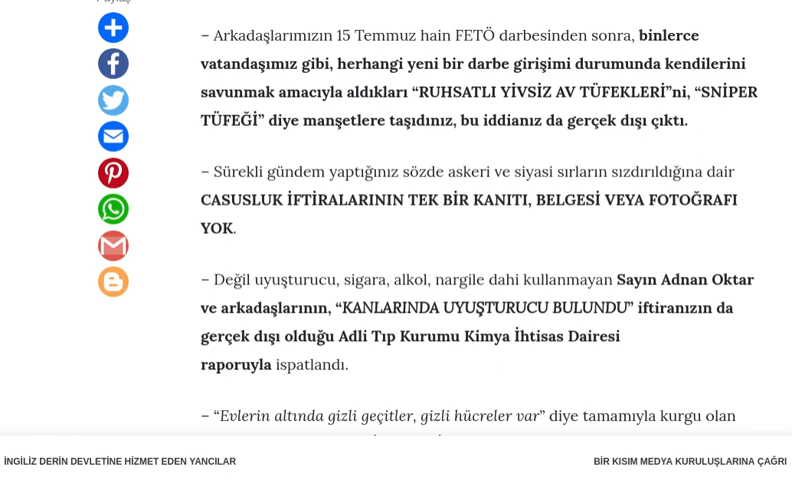 – Arkadaşlarımızın 15 Temmuz hain FETÖ darbesinden sonra, binlerce
vatandaşımız gibi, herhangi yeni bir darbe girişimi durumunda kendilerini
savunmak amacıyla aldıkları “RUHSATLI YİVSİZ AV TÜFEKLERİ”ni, “SNİPER
TÜFEĞİ” diye manşetlere taşıdınız, bu iddianız da gerçek dışı çıktı.
– Sürekli gündem yaptığınız sözde askeri ve siyasi sırların sızdırıldığına dair
CASUSLUK İFTİRALARININ TEK BİR KANITI, BELGESİ VEYA FOTOĞRAFI
YOK.
– Değil uyuşturucu, sigara, alkol, nargile dahi kullanmayan Sayın Adnan Oktar
ve arkadaşlarının, “KANLARINDA UYUŞTURUCU BULUNDU” iftiranızın da
gerçek dışı olduğu Adli Tıp Kurumu Kimya İhtisas Dairesi
raporuyla ispatlandı.
– “Evlerin altında gizli geçitler, gizli hücreler var” diye tamamıyla kurgu olan
İNGİLİZ DERİN DEVLETİNE HİZMET EDEN YANCILAR
BİR KISIM MEDYA KURULUŞLARINA ÇAĞRI